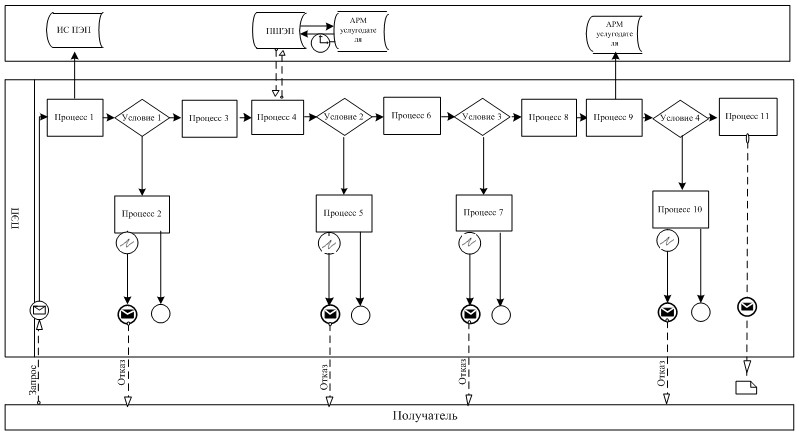 ИС ПЭП
ПШЭП
АРМ
услугодате
ля
АРМ
услугодате
ля
ПЭП
Процесс 1
Условие 1
Процесс 3
Процесс 4
Условие 2
Процесс 6
Условие 3
Процесс 8
Процесс 9
Условие 4
Процесс 11
Процесс 2
Процесс 5
Процесс 7
Процесс 10
Запрос
Отказ
Отказ
Отказ
Отказ
Получатель